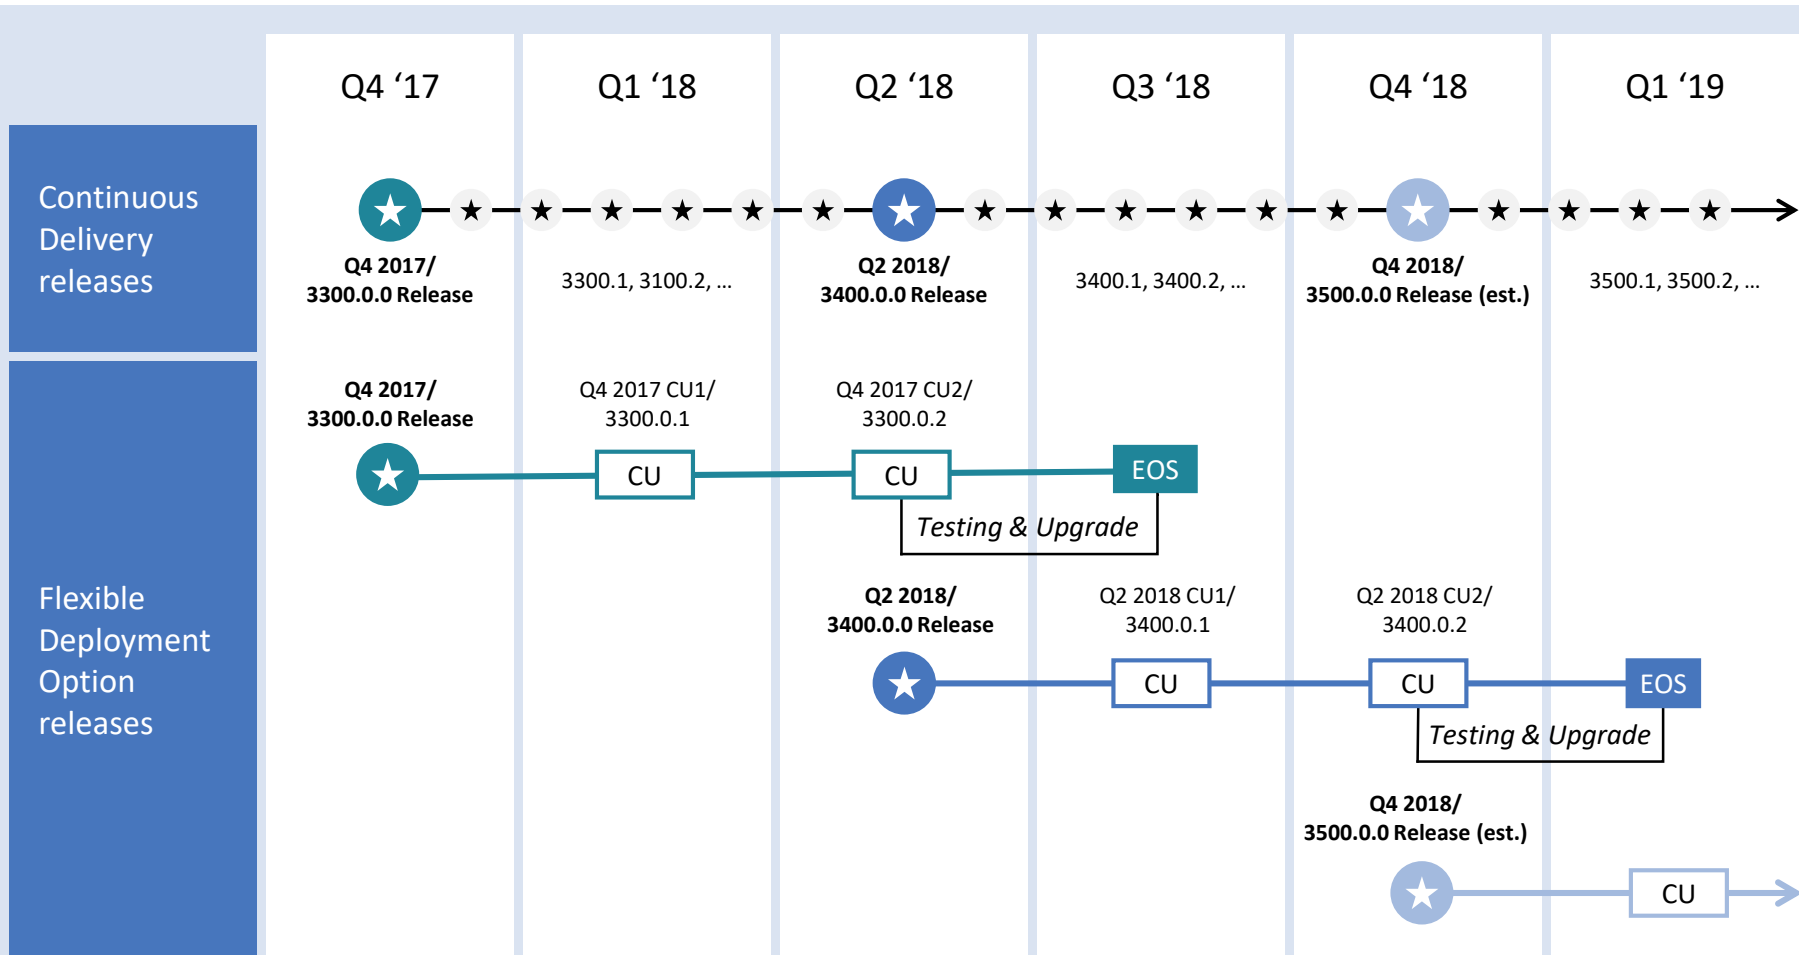 Q4 ‘17
Q1 ‘18
Q2 ‘18
Q3 ‘18
Q4 ‘18
Q1 ‘19
Continuous
Delivery
releases
Q4 2017/
3300.0.0 Release
3300.1, 3100.2, ...
Q2 2018/
3400.0.0 Release
3400.1, 3400.2, ...
Q4 2018/
3500.0.0 Release (est.)
3500.1, 3500.2, ...
Flexible
Deployment
Option
releases
Q4 2017/
3300.0.0 Release
Q4 2017 CU1/
3300.0.1
Q4 2017 CU2/
3300.0.2
CU
CU
EOS
Testing & Upgrade
Q2 2018/
3400.0.0 Release
Q2 2018 CU1/
3400.0.1
Q2 2018 CU2/
3400.0.2
CU
CU
EOS
Testing & Upgrade
Q4 2018/
3500.0.0 Release (est.)
CU